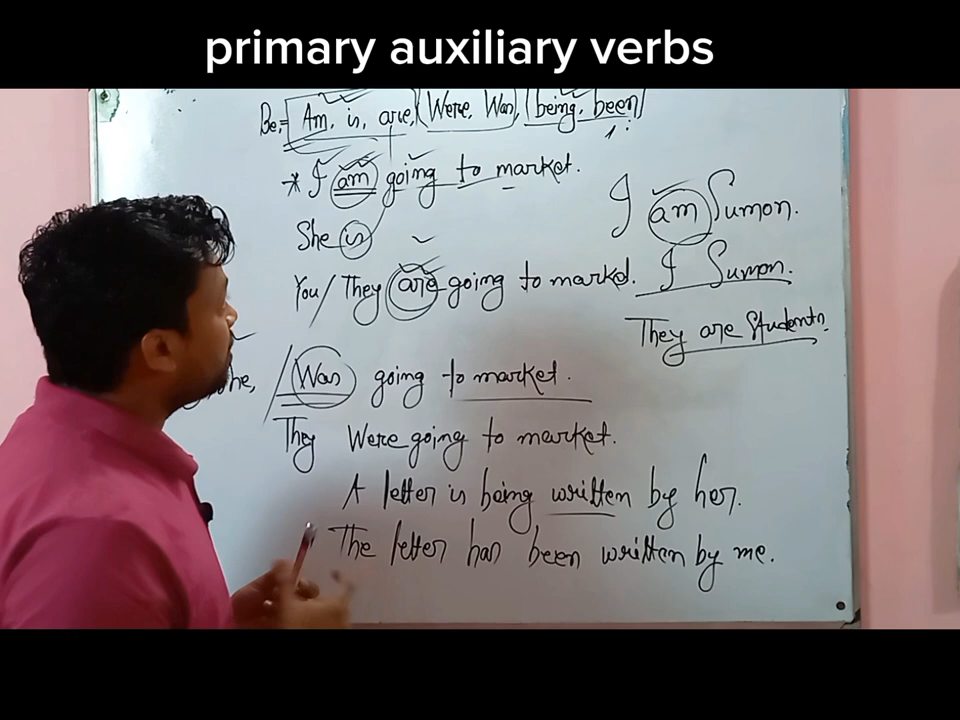 primary auxiliary verbs
Be = Am, is, are, Were, Was, being, been
* I am going to market.
She is
You / They are going to market.
I am Sumon.
I Sumon.
They are Students.
he, / Was going to market.
They Were going to market.
A letter is being written by her.
The letter has been written by me.